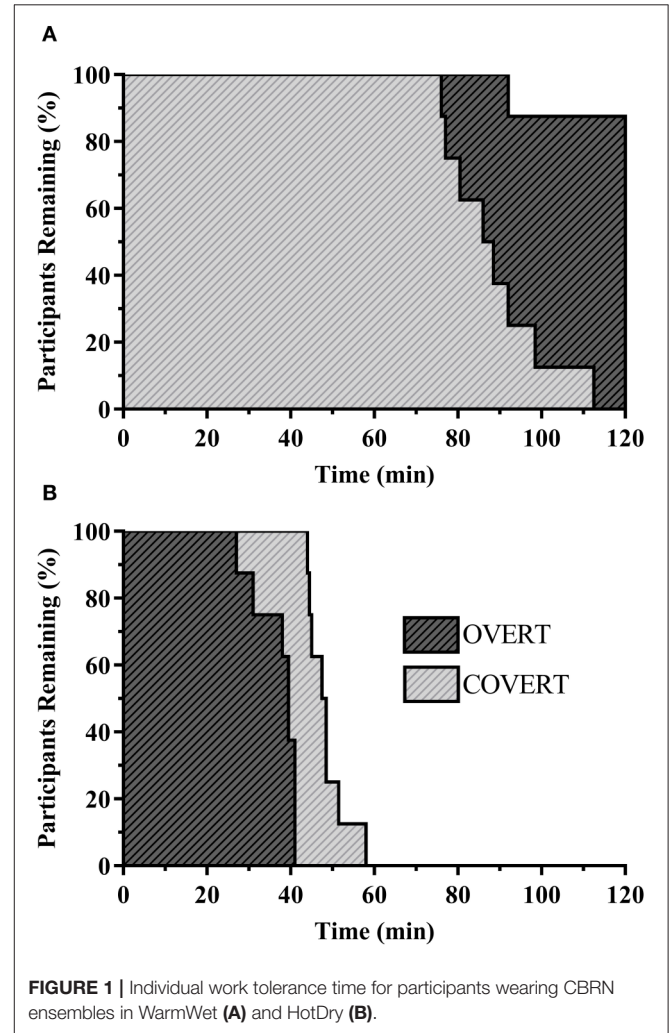 A
Participants Remaining (%)
100
80
60
40
20
0
0 20 40 60 80 100 120
Time (min)
B
Participants Remaining (%)
100
80
60
40
20
0
OVERT
COVERT
0 20 40 60 80 100 120
Time (min)
FIGURE 1 | Individual work tolerance time for participants wearing CBRN
ensembles in WarmWet (A) and HotDry (B).